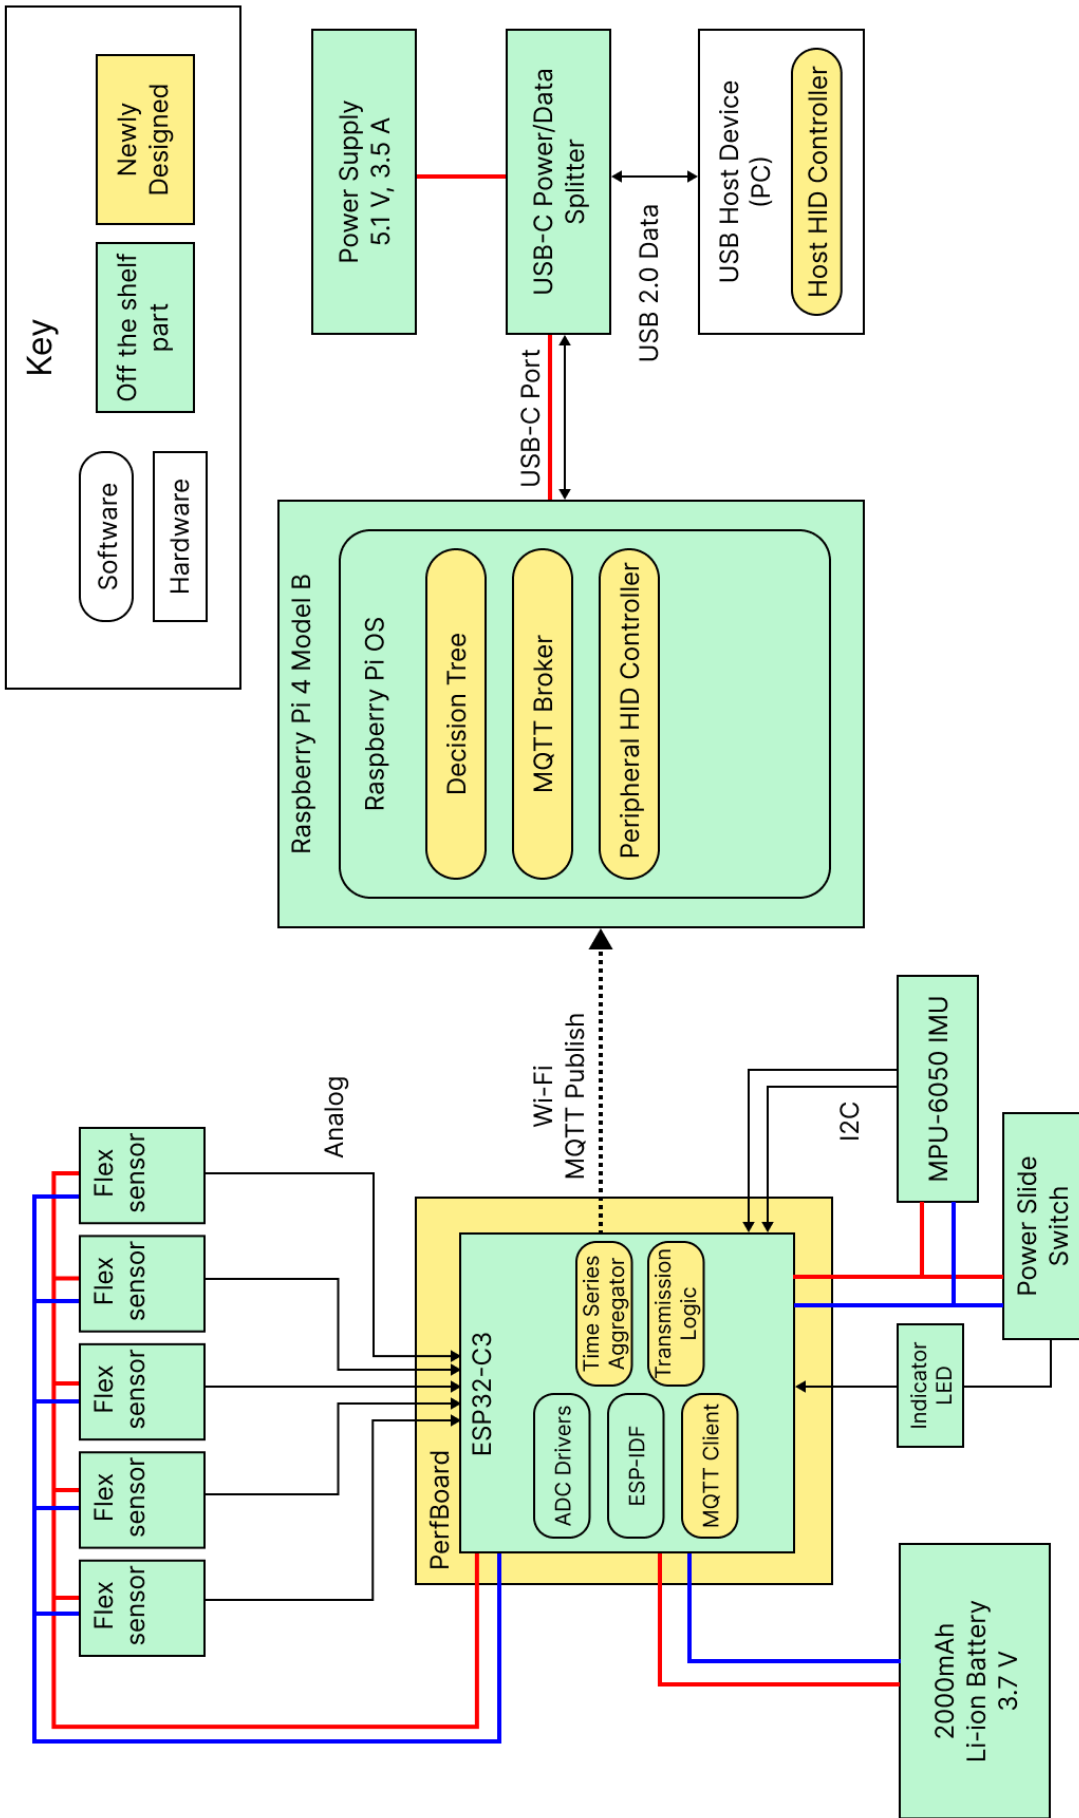 Flex
sensor
Flex
sensor
Flex
sensor
Flex
sensor
Flex
sensor
Analog
PerfBoard
ESP32-C3
ADC Drivers
Time Series
Aggregator
ESP-IDF
Transmission
Logic
MQTT Client
Wi-Fi
MQTT Publish
I2C
2000mAh
Li-ion Battery
3.7 V
Indicator
LED
Power Slide
Switch
MPU-6050 IMU
Raspberry Pi 4 Model B
Raspberry Pi OS
Decision Tree
MQTT Broker
Peripheral HID Controller
USB-C Port
Power Supply
5.1 V, 3.5 A
USB-C Power/Data
Splitter
USB 2.0 Data
USB Host Device
(PC)
Host HID Controller
Key
Software
Hardware
Off the shelf
part
Newly
Designed